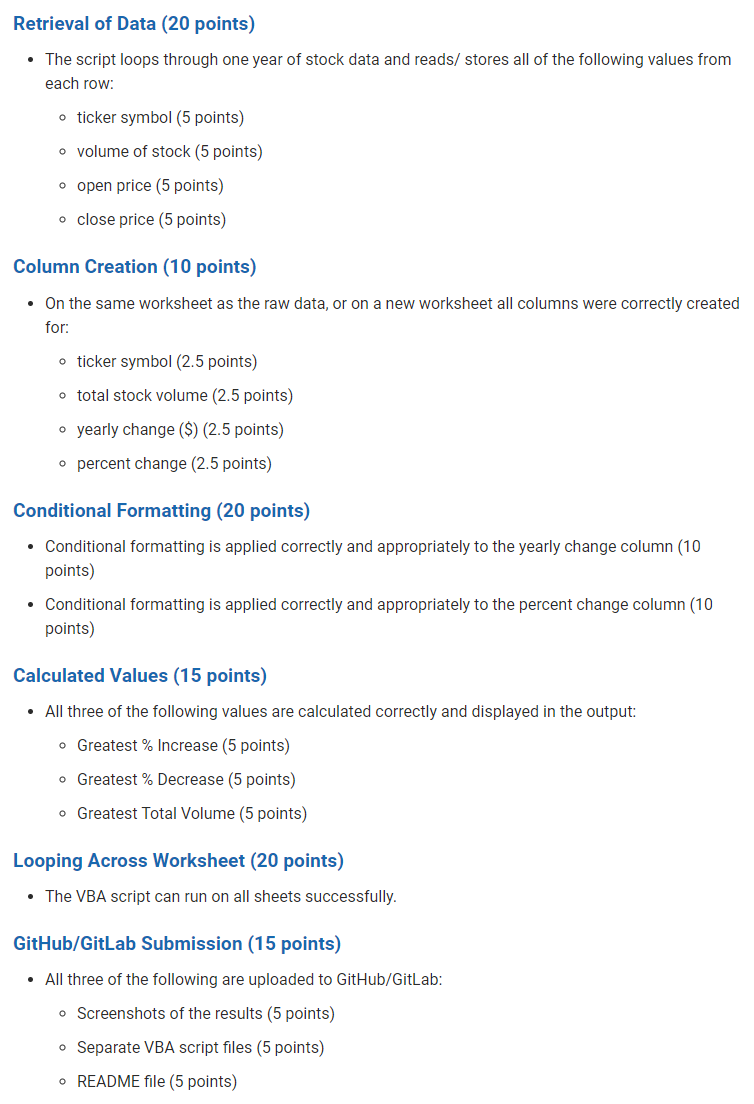 Retrieval of Data (20 points)
• The script loops through one year of stock data and reads/ stores all of the following values from
each row:
◦ ticker symbol (5 points)
◦ volume of stock (5 points)
◦ open price (5 points)
◦ close price (5 points)
Column Creation (10 points)
• On the same worksheet as the raw data, or on a new worksheet all columns were correctly created
for:
◦ ticker symbol (2.5 points)
◦ total stock volume (2.5 points)
◦ yearly change ($) (2.5 points)
◦ percent change (2.5 points)
Conditional Formatting (20 points)
• Conditional formatting is applied correctly and appropriately to the yearly change column (10
points)
• Conditional formatting is applied correctly and appropriately to the percent change column (10
points)
Calculated Values (15 points)
• All three of the following values are calculated correctly and displayed in the output:
◦ Greatest % Increase (5 points)
◦ Greatest % Decrease (5 points)
◦ Greatest Total Volume (5 points)
Looping Across Worksheet (20 points)
• The VBA script can run on all sheets successfully.
GitHub/GitLab Submission (15 points)
• All three of the following are uploaded to GitHub/GitLab:
◦ Screenshots of the results (5 points)
◦ Separate VBA script files (5 points)
◦ README file (5 points)